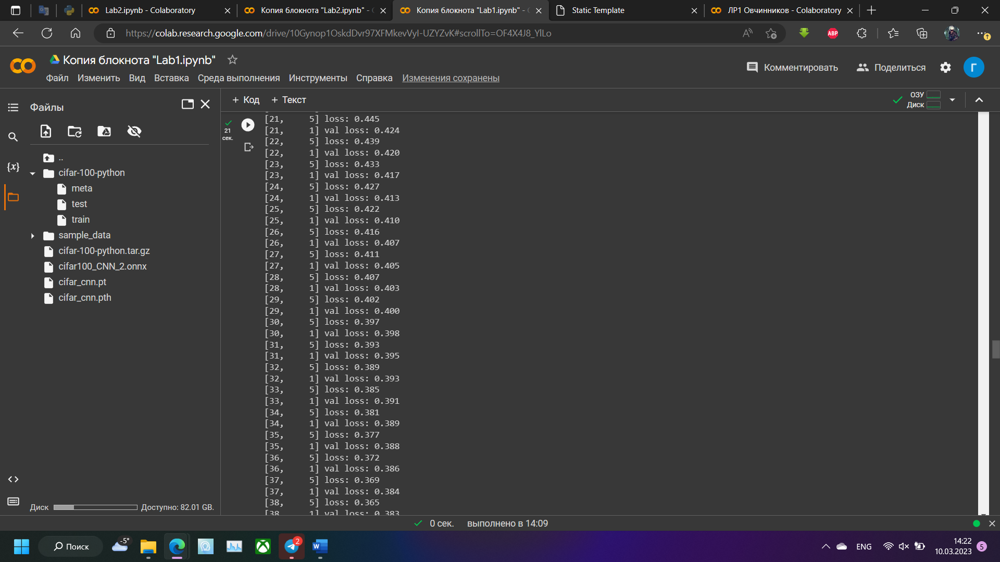 Lab2.ipynb - Colaboratory
Копия блокнота "Lab2.ipynb" -
Копия блокнота "Lab1.ipynb" -
Static Template
ЛР1 Овчинников - Colaboratory
https://colab.research.google.com/drive/10Gynop1OskdDvr97XFMkevVyI-UZYZvK#scrollTo=OF4X4J8_YlLo
ABP
Копия блокнота "Lab1.ipynb"
Комментировать
Поделиться
Г
Файл Изменить Вид Вставка Среда выполнения Инструменты Справка Изменения сохранены
Файлы
+ Код + Текст
ОЗУ
Диск
..
cifar-100-python
meta
test
train
sample_data
cifar-100-python.tar.gz
cifar100_CNN_2.onnx
cifar_cnn.pt
cifar_cnn.pth
{x}
Диск Доступно: 82.01 GB.
21
сек.
[21, 5] loss: 0.445
[21, 1] val loss: 0.424
[22, 5] loss: 0.439
[22, 1] val loss: 0.420
[23, 5] loss: 0.433
[23, 1] val loss: 0.417
[24, 5] loss: 0.427
[24, 1] val loss: 0.413
[25, 5] loss: 0.422
[25, 1] val loss: 0.410
[26, 5] loss: 0.416
[26, 1] val loss: 0.407
[27, 5] loss: 0.411
[27, 1] val loss: 0.405
[28, 5] loss: 0.407
[28, 1] val loss: 0.403
[29, 5] loss: 0.402
[29, 1] val loss: 0.400
[30, 5] loss: 0.397
[30, 1] val loss: 0.398
[31, 5] loss: 0.393
[31, 1] val loss: 0.395
[32, 5] loss: 0.389
[32, 1] val loss: 0.393
[33, 5] loss: 0.385
[33, 1] val loss: 0.391
[34, 5] loss: 0.381
[34, 1] val loss: 0.389
[35, 5] loss: 0.377
[35, 1] val loss: 0.388
[36, 5] loss: 0.372
[36, 1] val loss: 0.386
[37, 5] loss: 0.369
[37, 1] val loss: 0.384
[38, 5] loss: 0.365
[38, 1] val loss: 0.383
0 сек. выполнено в 14:09
Поиск
-5°
2
ENG
14:22
10.03.2023
5